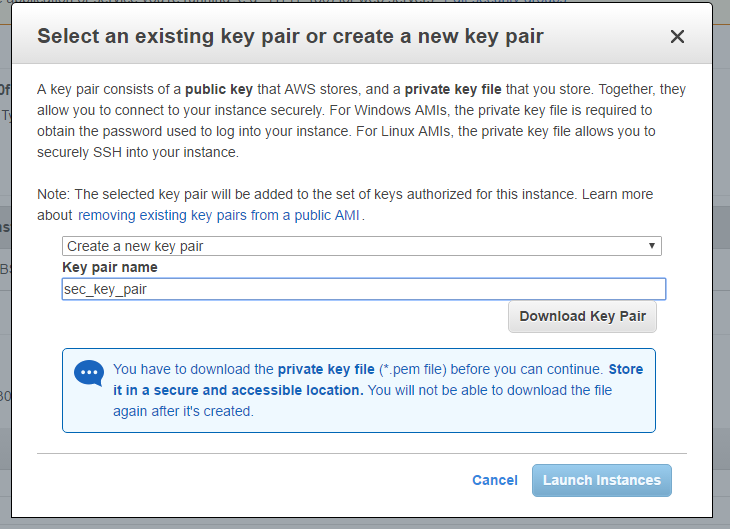 Select an existing key pair or create a new key pair
A key pair consists of a public key that AWS stores, and a private key file that you store. Together, they
allow you to connect to your instance securely. For Windows AMIs, the private key file is required to
obtain the password used to log into your instance. For Linux AMIs, the private key file allows you to
securely SSH into your instance.
Note: The selected key pair will be added to the set of keys authorized for this instance. Learn more
about removing existing key pairs from a public AMI .
Create a new key pair
Key pair name
sec_key_pair
Download Key Pair
You have to download the private key file (*.pem file) before you can continue. Store
it in a secure and accessible location. You will not be able to download the file
again after it's created.
Cancel
Launch Instances